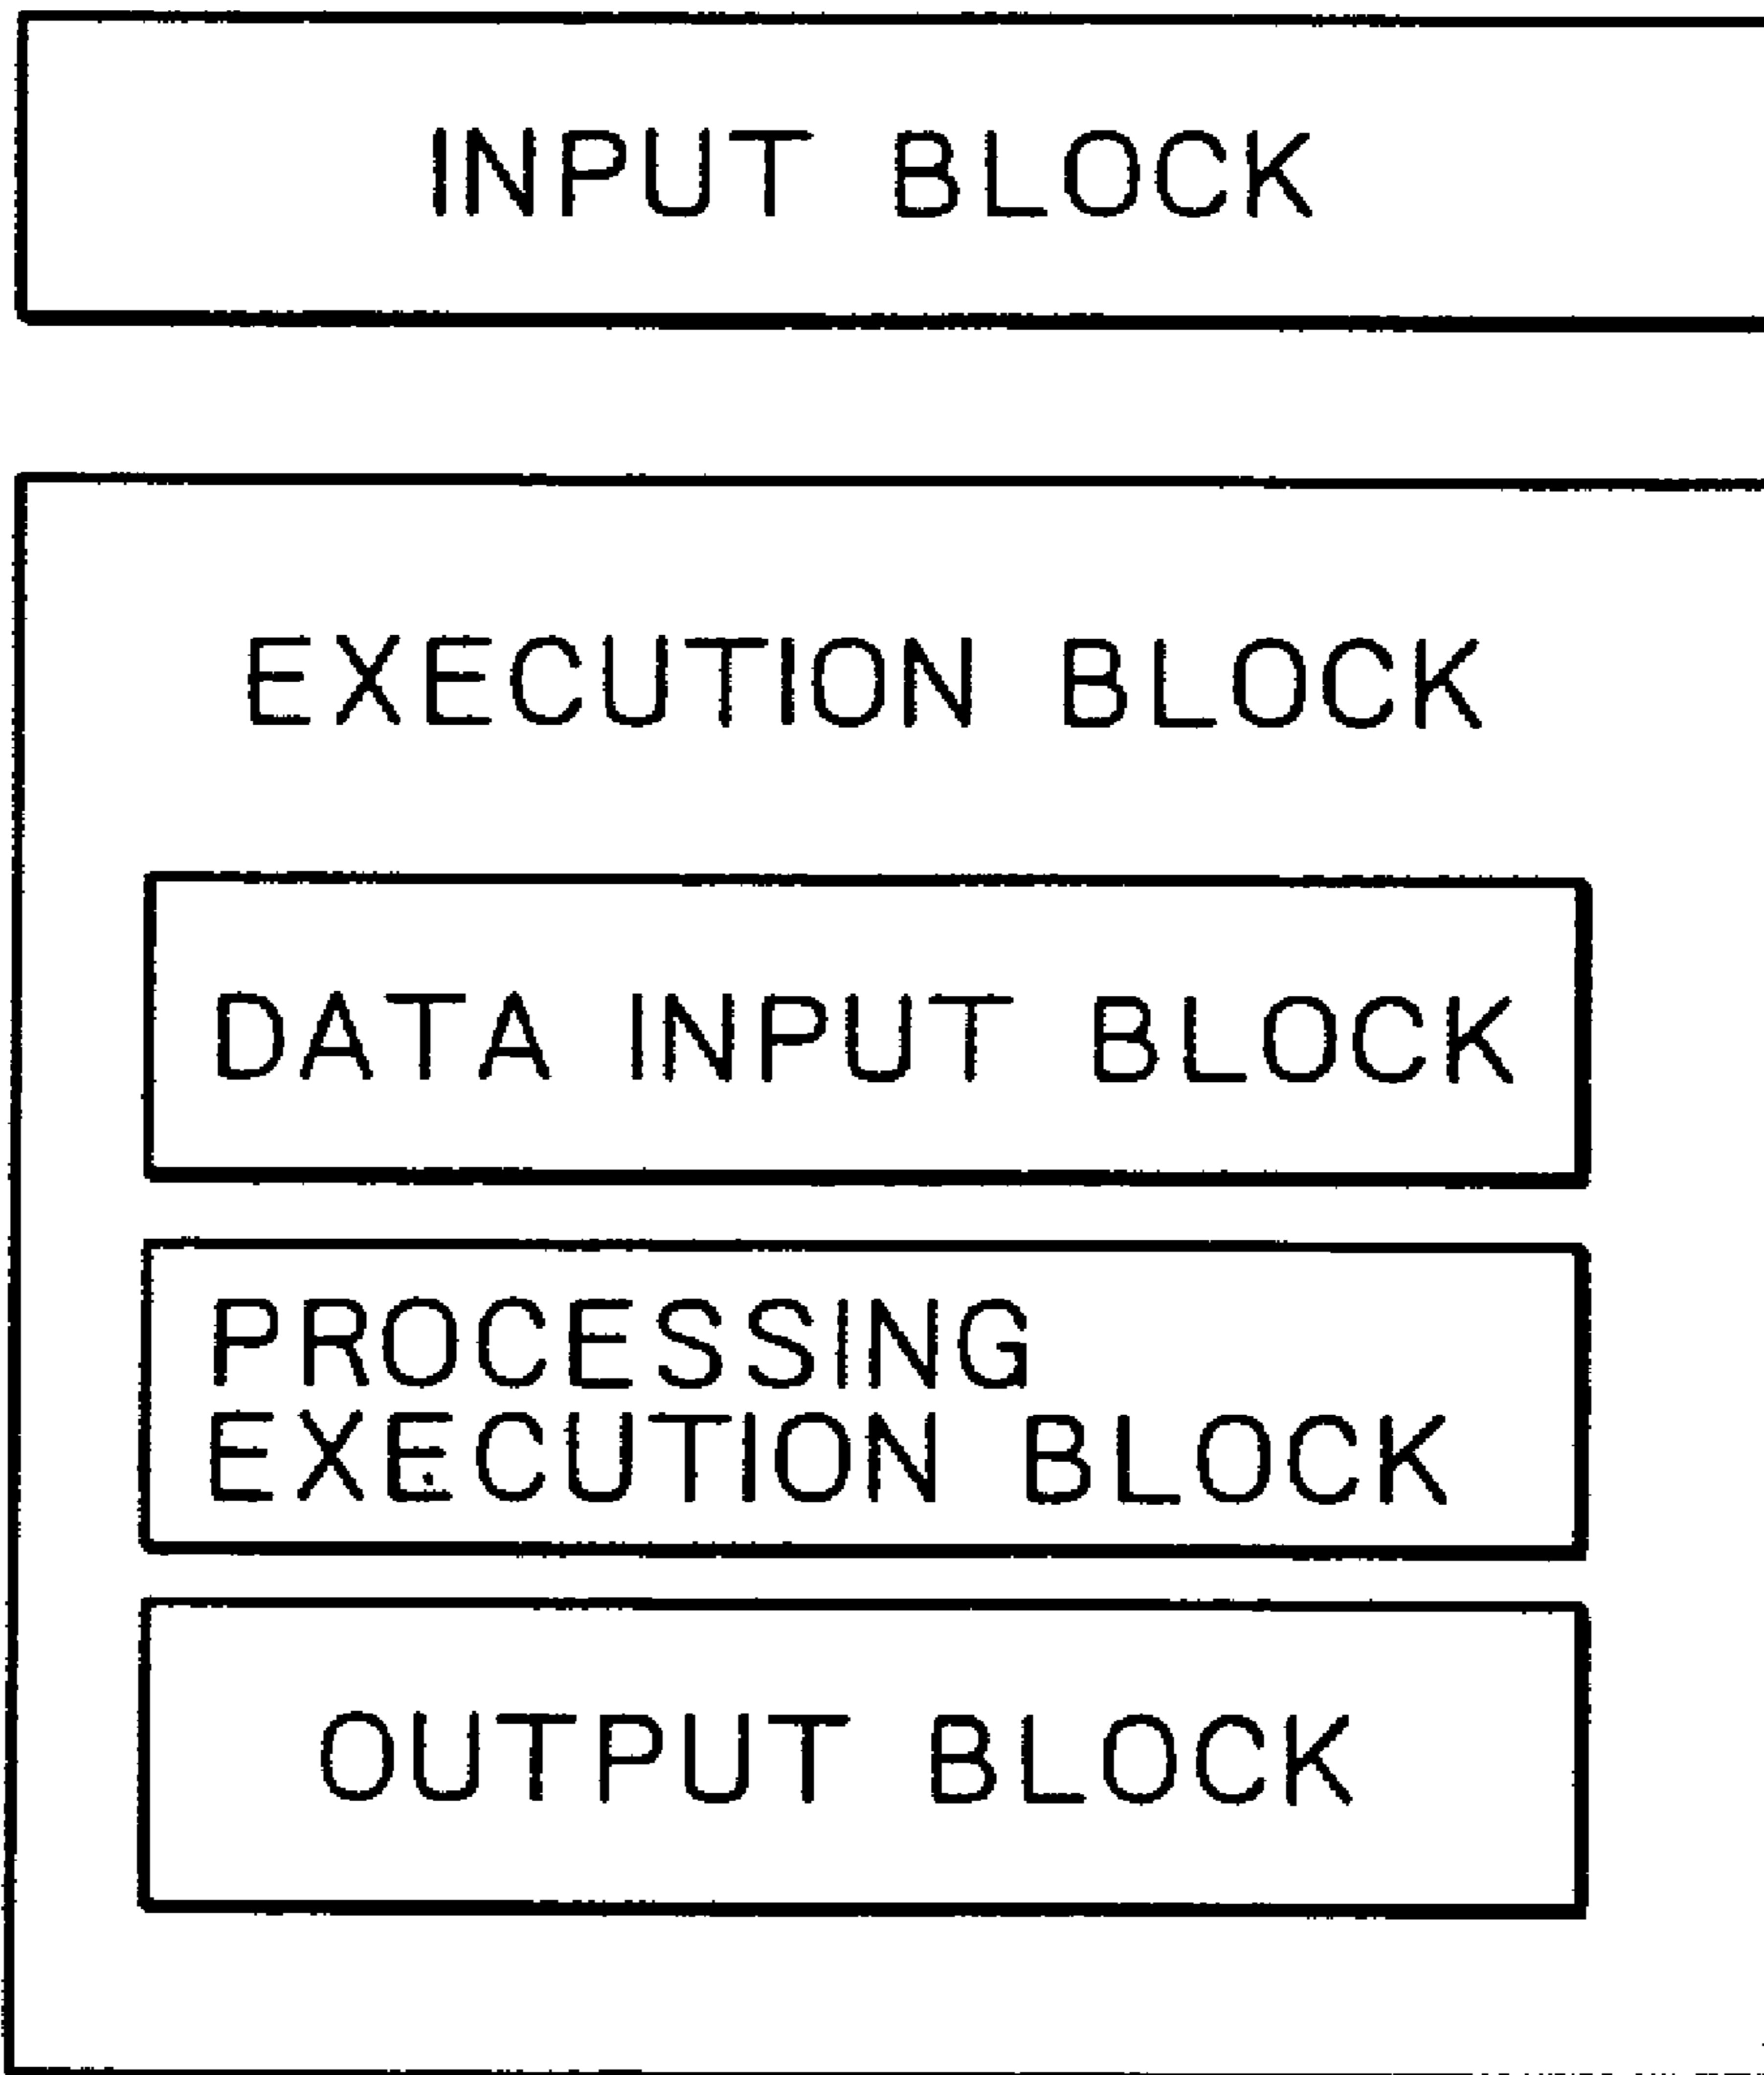 INPUT BLOCK
EXECUTION BLOCK
DATA INPUT BLOCK
PROCESSING
EXECUTION BLOCK
OUTPUT BLOCK